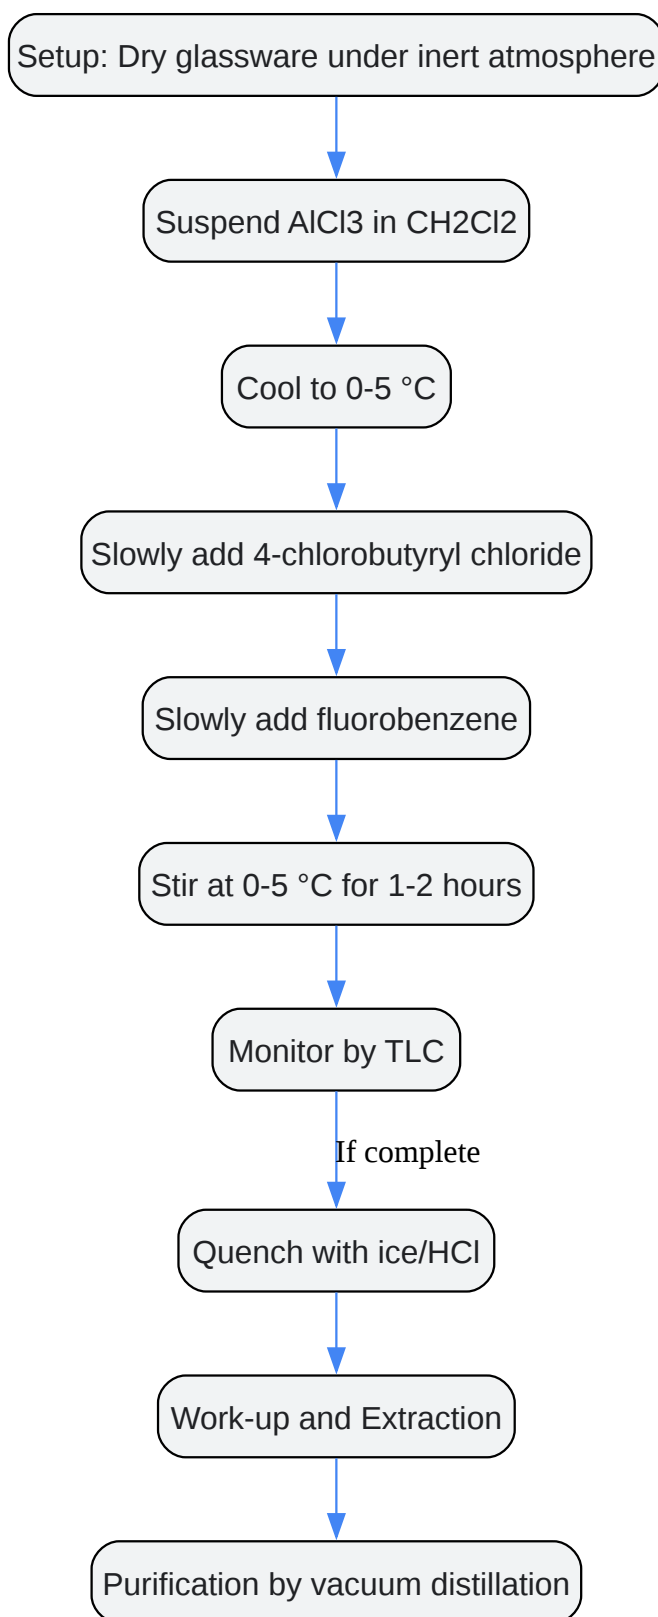 Setup: Dry glassware under inert atmosphere
Suspend AlCl3 in CH2Cl2
Cool to 0-5 °C
Slowly add 4-chlorobutyryl chloride
Slowly add fluorobenzene
Stir at 0-5 °C for 1-2 hours
Monitor by TLC
If complete
Quench with ice/HCl
Work-up and Extraction
Purification by vacuum distillation